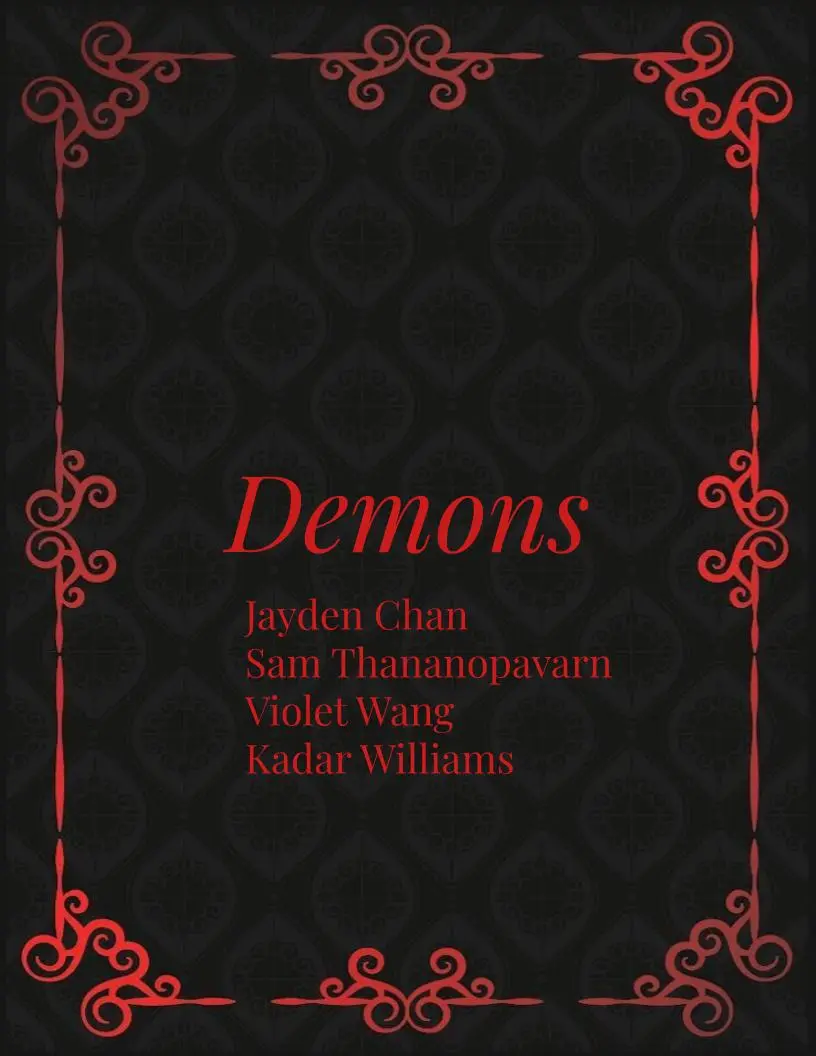 Demons
Jayden Chan
Sam Thananopavarn
Violet Wang
Kadar Williams